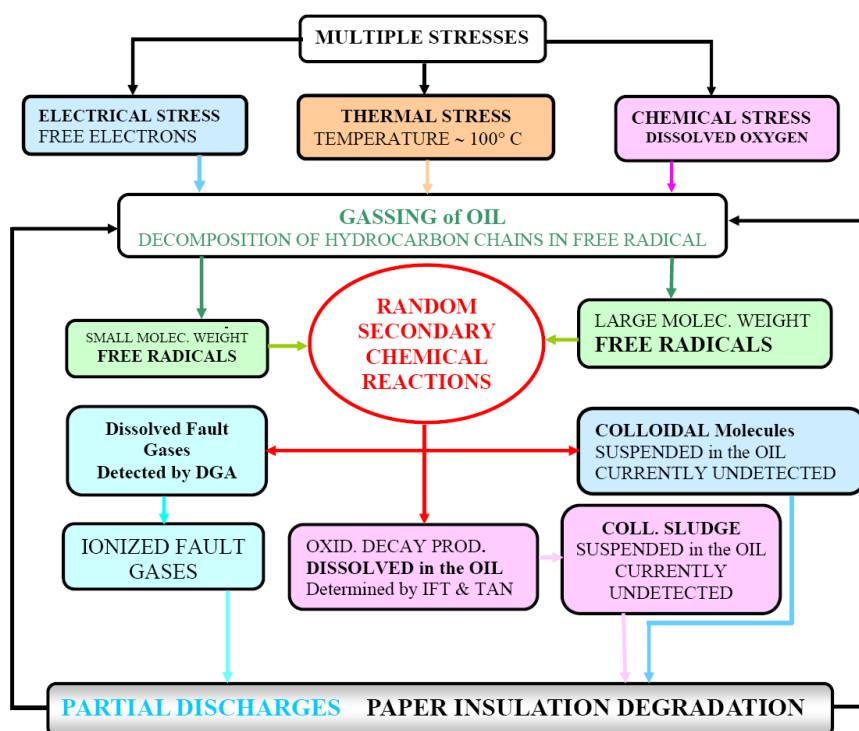 MULTIPLE STRESSES
ELECTRICAL STRESS
FREE ELECTRONS
THERMAL STRESS
TEMPERATURE ~ 100° C
CHEMICAL STRESS
DISSOLVED OXYGEN
GASSING of OIL
DECOMPOSITION OF HYDROCARBON CHAINS IN FREE RADICAL
SMALL MOLEC. WEIGHT
FREE RADICALS
RANDOM
SECONDARY
CHEMICAL
REACTIONS
LARGE MOLEC. WEIGHT
FREE RADICALS
Dissolved Fault
Gases
Detected by DGA
COLLOIDAL Molecules
SUSPENDED in the OIL
CURRENTLY UNDETECTED
IONIZED FAULT
GASES
OXID. DECAY PROD.
DISSOLVED in the OIL
Determined by IFT & TAN
COLL. SLUDGE
SUSPENDED in the OIL
CURRENTLY
UNDETECTED
PARTIAL DISCHARGES PAPER INSULATION DEGRADATION